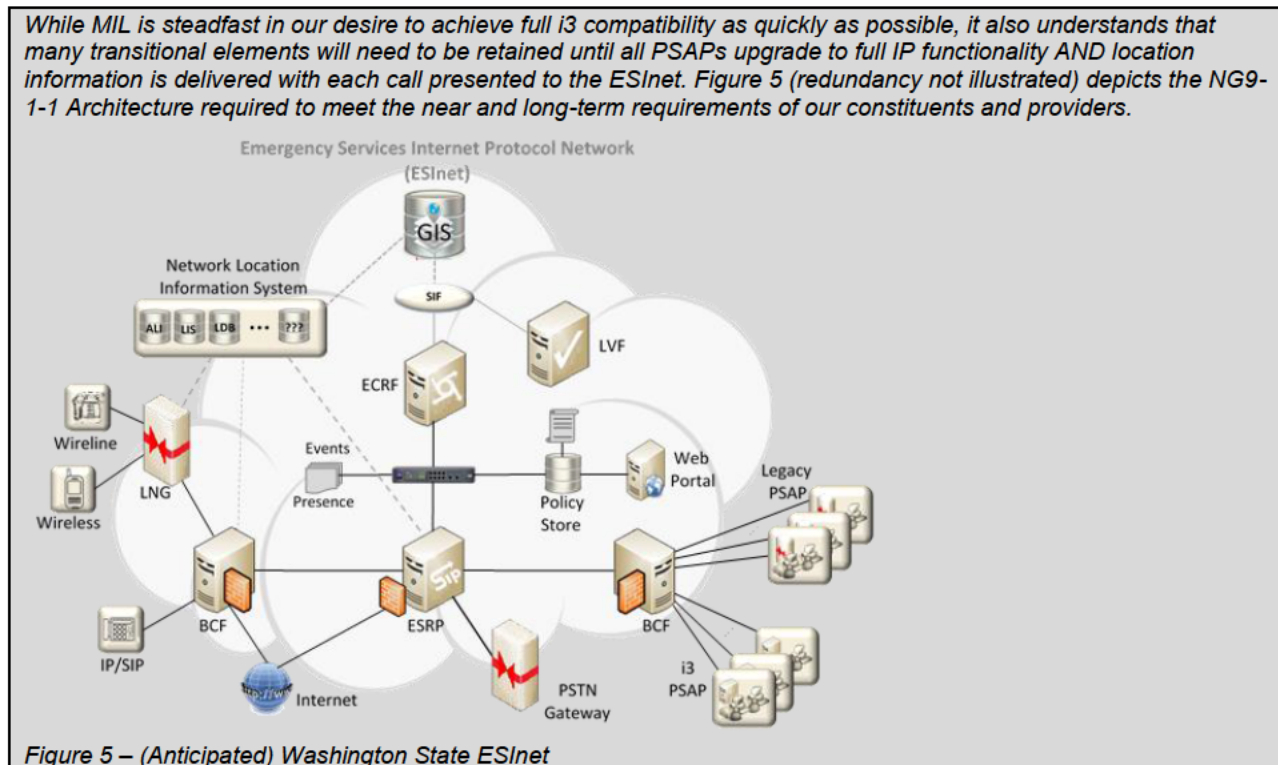 While MIL is steadfast in our desire to achieve full i3 compatibility as quickly as possible, it also understands that
many transitional elements will need to be retained until all PSAPs upgrade to full IP functionality AND location
information is delivered with each call presented to the ESInet. Figure 5 (redundancy not illustrated) depicts the NG9-
1-1 Architecture required to meet the near and long-term requirements of our constituents and providers.
Emergency Services Internet Protocol Network
(ESInet)
GIS
Network Location
Information System
SIF
ALI LIS LDB ••• ???
LVF
ECRF
Wireline
LNG
Wireless
Events
Presence
Policy
Store
Web
Portal
Legacy
PSAP
BCF
Sip
ESRP
BCF
IP/SIP
Internet
PSTN
Gateway
i3
PSAP
Figure 5 – (Anticipated) Washington State ESInet